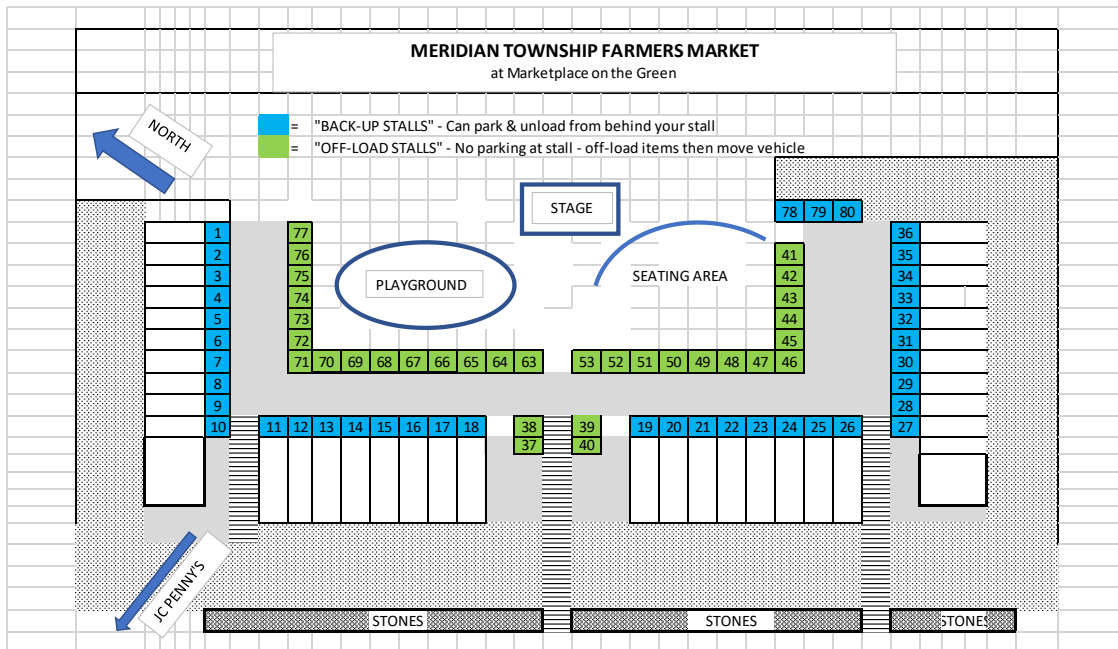 MERIDIAN TOWNSHIP FARMERS MARKET
at Marketplace on the Green
NORTH
= "BACK-UP STALLS" - Can park & unload from behind your stall
= "OFF-LOAD STALLS" - No parking at stall - off-load items then move vehicle
STAGE
78 79 80
1 77 36
2 76 41 35
3 75 42 34
PLAYGROUND
SEATING AREA
4 74 43 33
5 73 44 32
6 72 45 31
7 71 70 69 68 67 66 65 64 63 53 52 51 50 49 48 47 46 30
8 29
9 28
10 11 12 13 14 15 16 17 18 38 39 19 20 21 22 23 24 25 26 27
37 40
JC PENNY'S
STONES STONES STONES